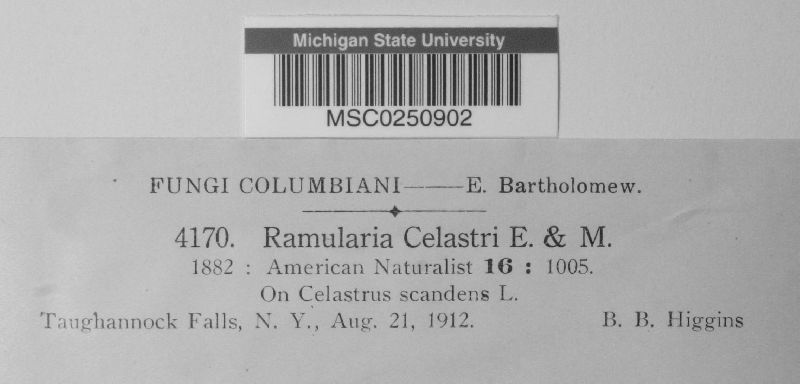 Michigan State University
MSC0250902
FUNGI COLUMBIANI——E. Bartholomew.
4170. Ramularia Celastri E. & M.
1882 : American Naturalist 16 : 1005.
On Celastrus scandens L.
Taughannock Falls, N. Y., Aug. 21, 1912. B. B. Higgins